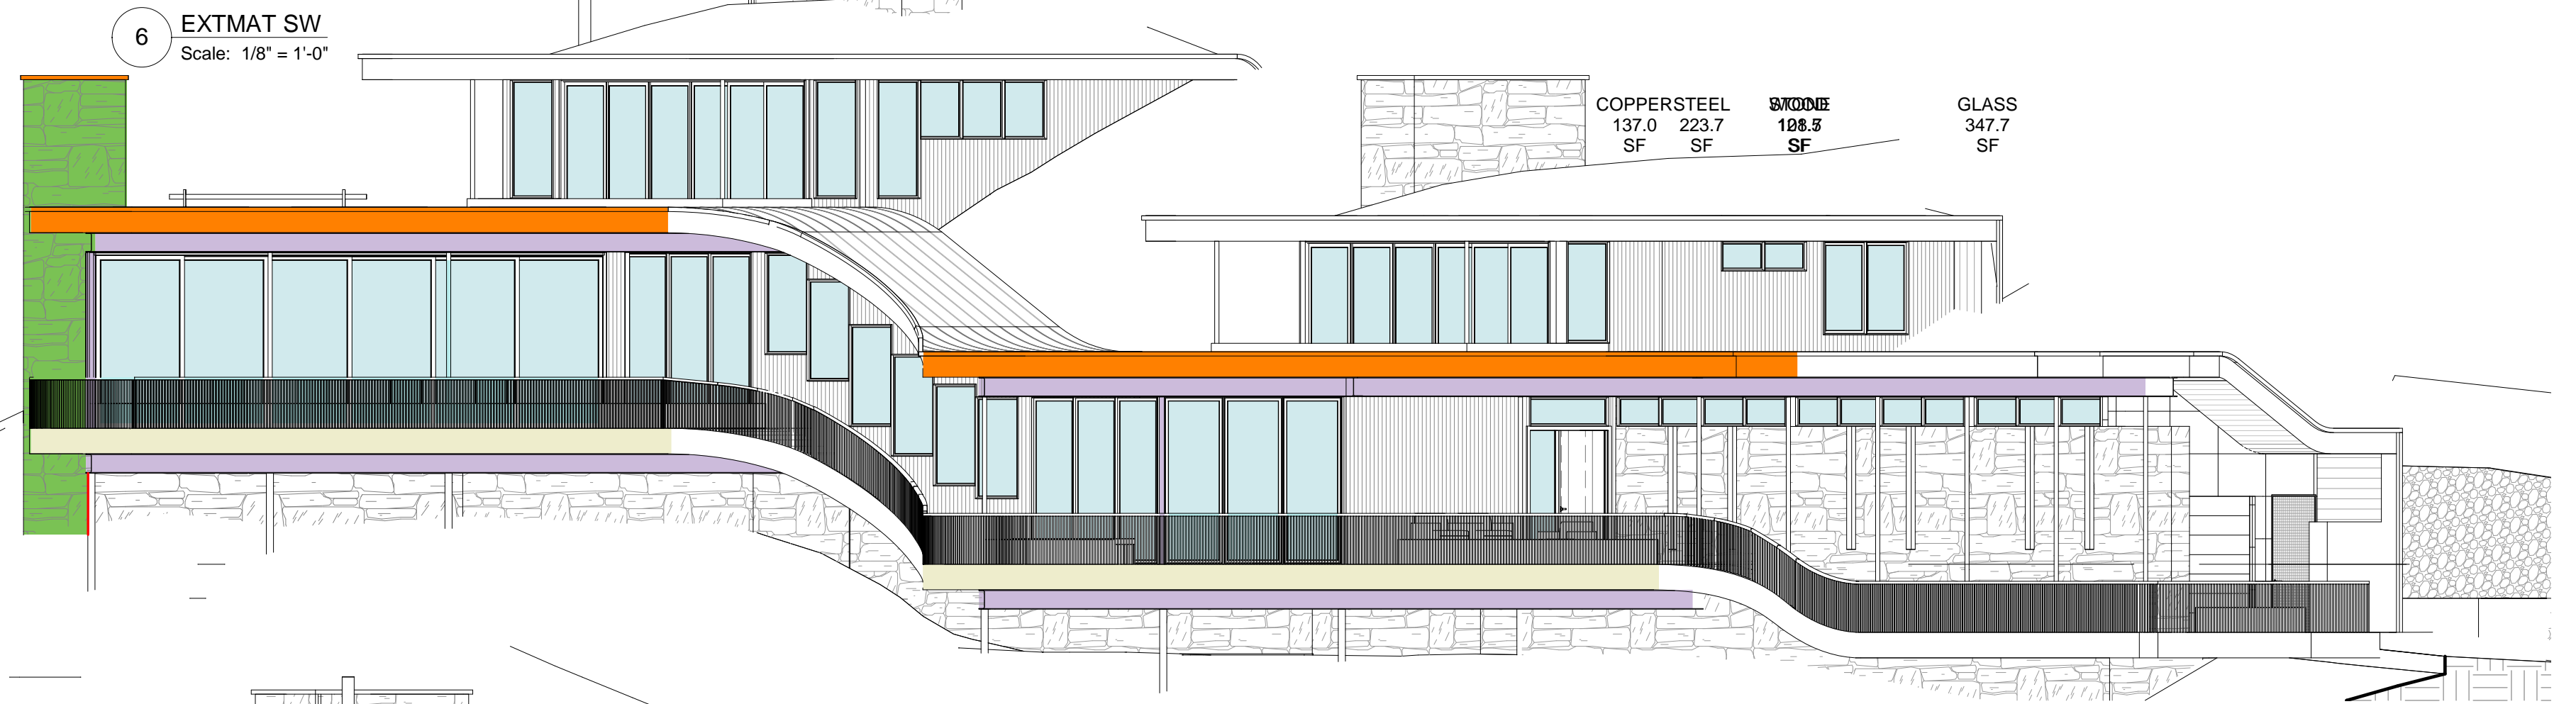 6
EXTMAT SW
Scale: 1/8" = 1'-0"
COPPER STEEL GLASS
137.0 223.7 347.7
SF SF SF SF